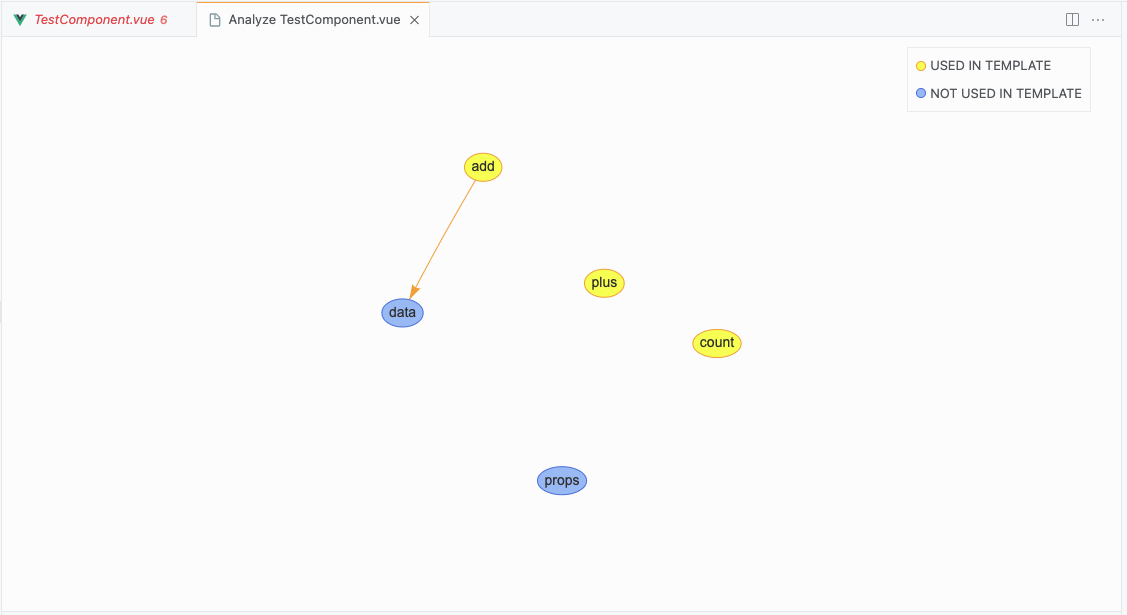 TestComponent.vue 6
Analyze TestComponent.vue
USED IN TEMPLATE
NOT USED IN TEMPLATE
add
plus
data
count
props